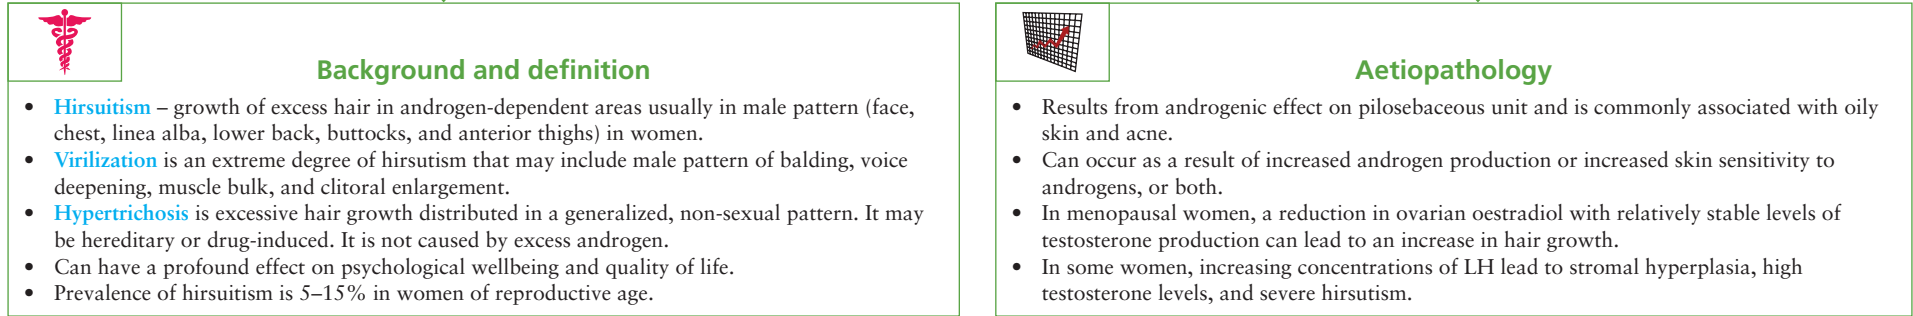 Background and definition
• Hirsuitism – growth of excess hair in androgen-dependent areas usually in male pattern (face,
chest, linea alba, lower back, buttocks, and anterior thighs) in women.
• Virilization is an extreme degree of hirsutism that may include male pattern of balding, voice
deepening, muscle bulk, and clitoral enlargement.
• Hypertrichosis is excessive hair growth distributed in a generalized, non-sexual pattern. It may
be hereditary or drug-induced. It is not caused by excess androgen.
• Can have a profound effect on psychological wellbeing and quality of life.
• Prevalence of hirsuitism is 5–15% in women of reproductive age.
Aetiopathology
• Results from androgenic effect on pilosebaceous unit and is commonly associated with oily
skin and acne.
• Can occur as a result of increased androgen production or increased skin sensitivity to
androgens, or both.
• In menopausal women, a reduction in ovarian oestradiol with relatively stable levels of
testosterone production can lead to an increase in hair growth.
• In some women, increasing concentrations of LH lead to stromal hyperplasia, high
testosterone levels, and severe hirsutism.